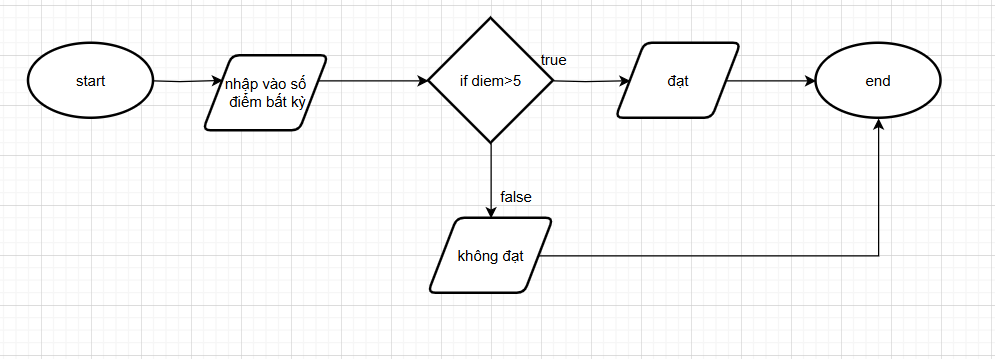 start
nhập vào số
điểm bất kỳ
if diem>5
true
đạt
end
false
không đạt